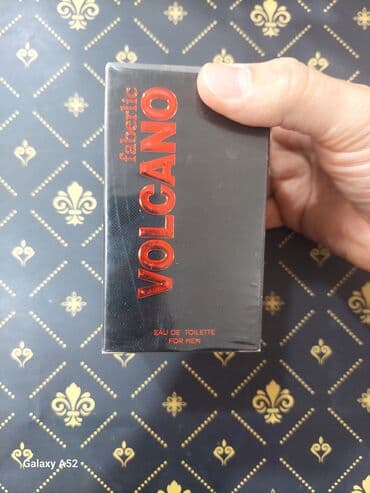 faberlic
VOLCANO
EAU DE TOILETTE
FOR MEN
Galaxy A52